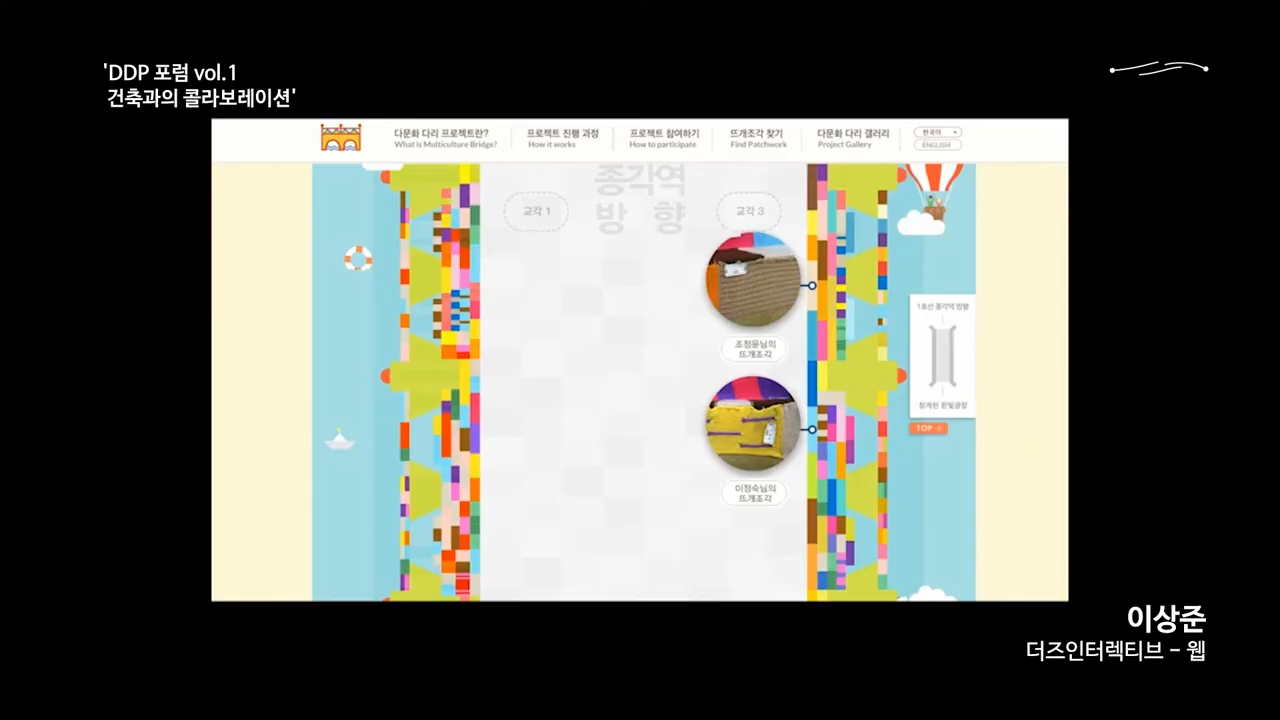 'DDP 포럼 vol.1
건축과의 콜라보레이션'
다문화 다리 프로젝트란?
What is Multiculture Bridge?
프로젝트 진행 과정
How it works
프로젝트 참여하기
How to participate
뜨개조각 찾기
Find Patchwork
다문화 다리 갤러리
Project Gallery
한국어
ENGLISH
종각역
방 향
교각 1
교각 3
1호선 종각역 방향
조정윤님의
뜨개조각
청계천 한빛광장
TOP
이정숙님의
뜨개조각
이상준
더즈인터렉티브 - 웹